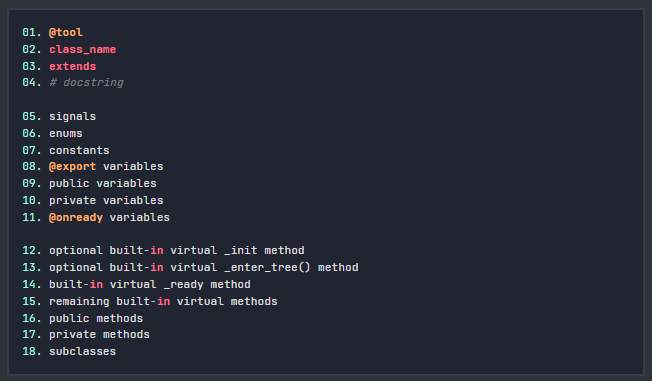 01. @tool
02. class_name
03. extends
04. # docstring
05. signals
06. enums
07. constants
08. @export variables
09. public variables
10. private variables
11. @onready variables
12. optional built-in virtual _init method
13. optional built-in virtual _enter_tree() method
14. built-in virtual _ready method
15. remaining built-in virtual methods
16. public methods
17. private methods
18. subclasses